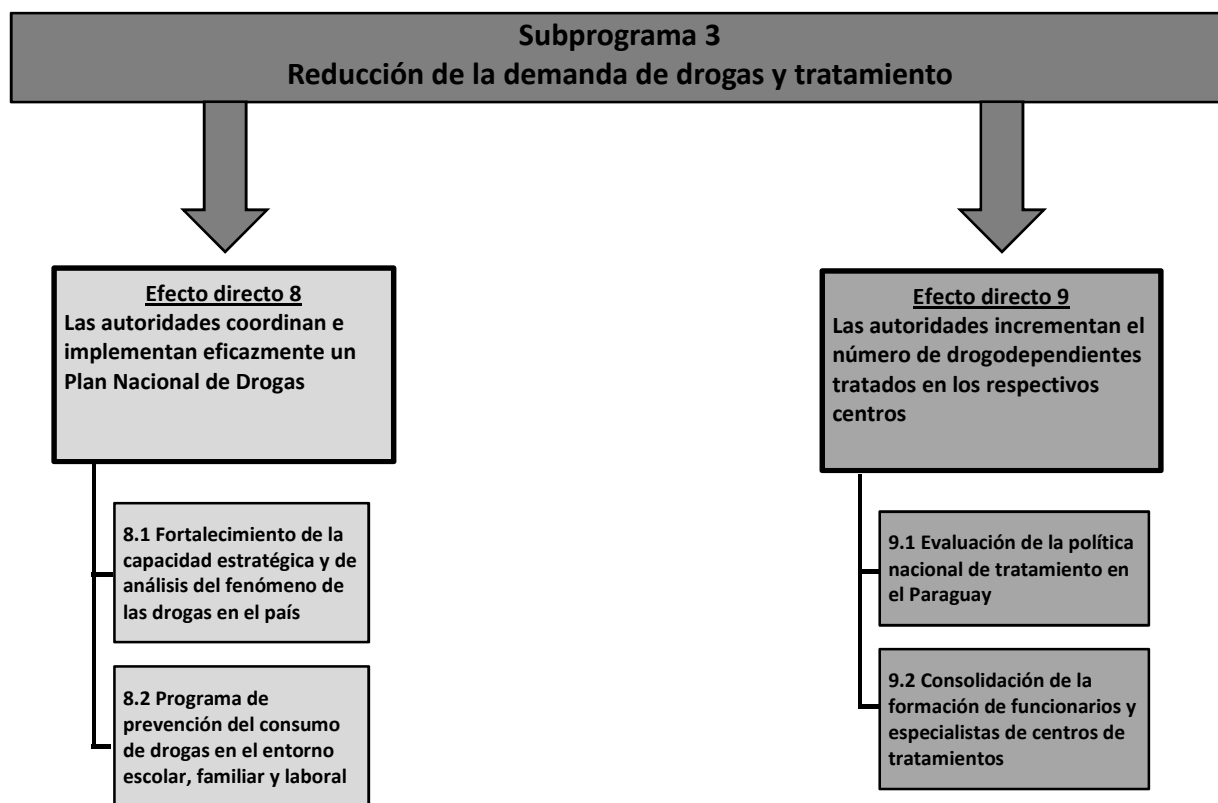 Subprograma 3
Reducción de la demanda de drogas y tratamiento
Efecto directo 8
Las autoridades coordinan e
implementan eficazmente un
Plan Nacional de Drogas
8.1 Fortalecimiento de la
capacidad estratégica y de
análisis del fenómeno de
las drogas en el país
8.2 Programa de
prevención del consumo
de drogas en el entorno
escolar, familiar y laboral
Efecto directo 9
Las autoridades incrementan el
número de drogodependientes
tratados en los respectivos
centros
9.1 Evaluación de la política
nacional de tratamiento en
el Paraguay
9.2 Consolidación de la
formación de funcionarios y
especialistas de centros de
tratamientos